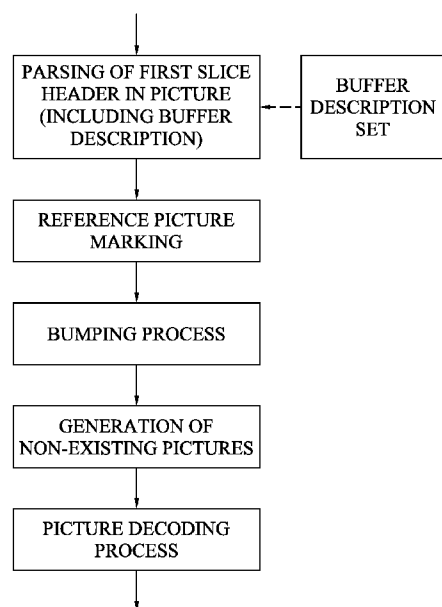 PARSING OF FIRST SLICE
HEADER IN PICTURE
(INCLUDING BUFFER
DESCRIPTION)
BUFFER
DESCRIPTION
SET
REFERENCE PICTURE
MARKING
BUMPING PROCESS
GENERATION OF
NON-EXISTING PICTURES
PICTURE DECODING
PROCESS